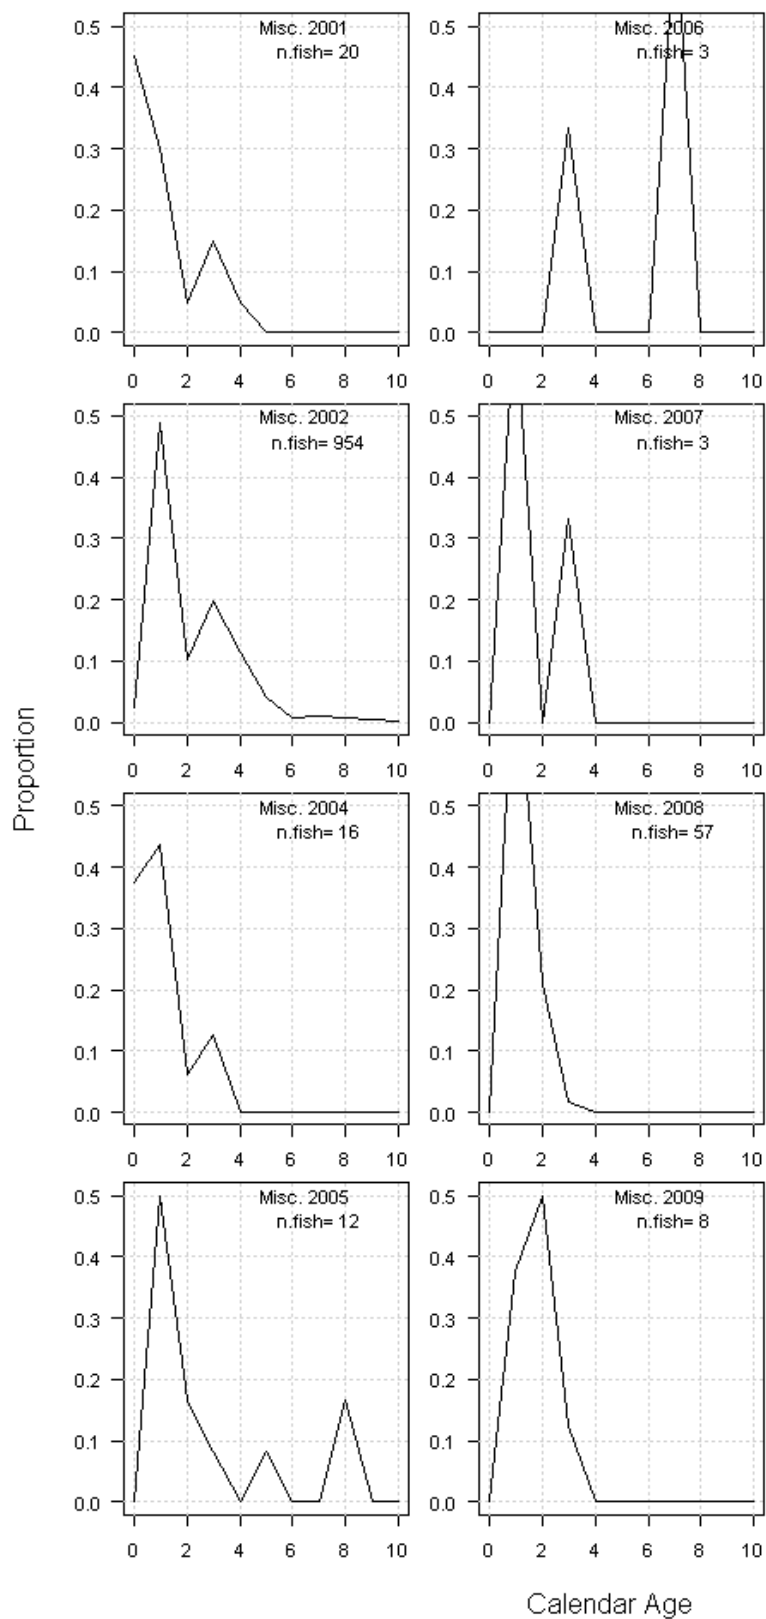 Misc. 2001
n.fish= 20
0.5
0.4
0.3
0.2
0.1
0.0
0 2 4 6 8 10
Misc. 2006
n.fish= 3
0.5
0.4
0.3
0.2
0.1
0.0
0 2 4 6 8 10
Misc. 2002
n.fish= 954
0.5
0.4
0.3
0.2
0.1
0.0
0 2 4 6 8 10
Misc. 2007
n.fish= 3
0.5
0.4
0.3
0.2
0.1
0.0
0 2 4 6 8 10
Proportion
Misc. 2004
n.fish= 16
0.5
0.4
0.3
0.2
0.1
0.0
0 2 4 6 8 10
Misc. 2008
n.fish= 57
0.5
0.4
0.3
0.2
0.1
0.0
0 2 4 6 8 10
Misc. 2005
n.fish= 12
0.5
0.4
0.3
0.2
0.1
0.0
0 2 4 6 8 10
Misc. 2009
n.fish= 8
0.5
0.4
0.3
0.2
0.1
0.0
0 2 4 6 8 10
Calendar Age